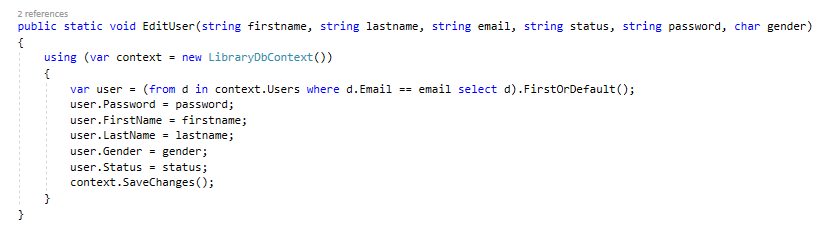 2 references
public static void EditUser(string firstname, string lastname, string email, string status, string password, char gender)
{
using (var context = new LibraryDbContext())
{
var user = (from d in context.Users where d.Email == email select d).FirstOrDefault();
user.Password = password;
user.FirstName = firstname;
user.LastName = lastname;
user.Gender = gender;
user.Status = status;
context.SaveChanges();
}
}